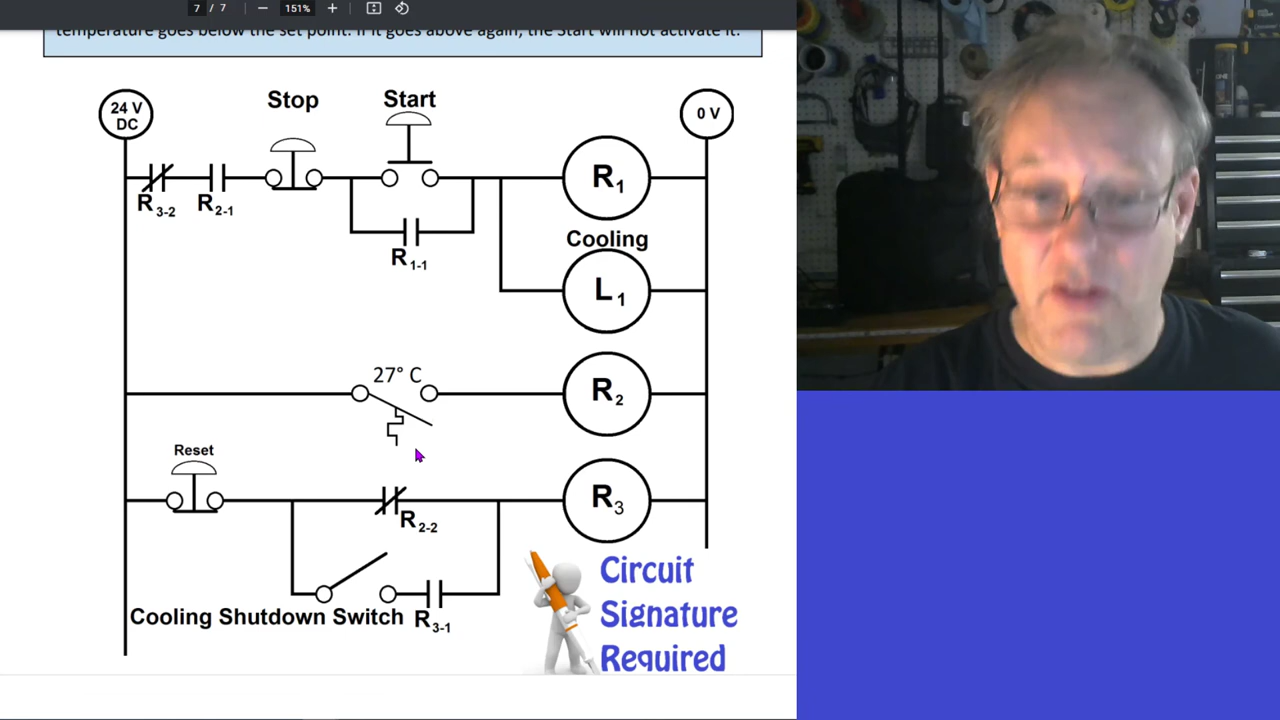 7 / 7 — 151% +
temperature goes below the set point. If it goes above again, the Start will not activate it.
24 V
DC
Stop
Start
0 V
R3-2
R2-1
R1
R1-1
Cooling
L1
27° C
R2
Reset
R2-2
R3
Cooling Shutdown Switch
R3-1
Circuit
Signature
Required